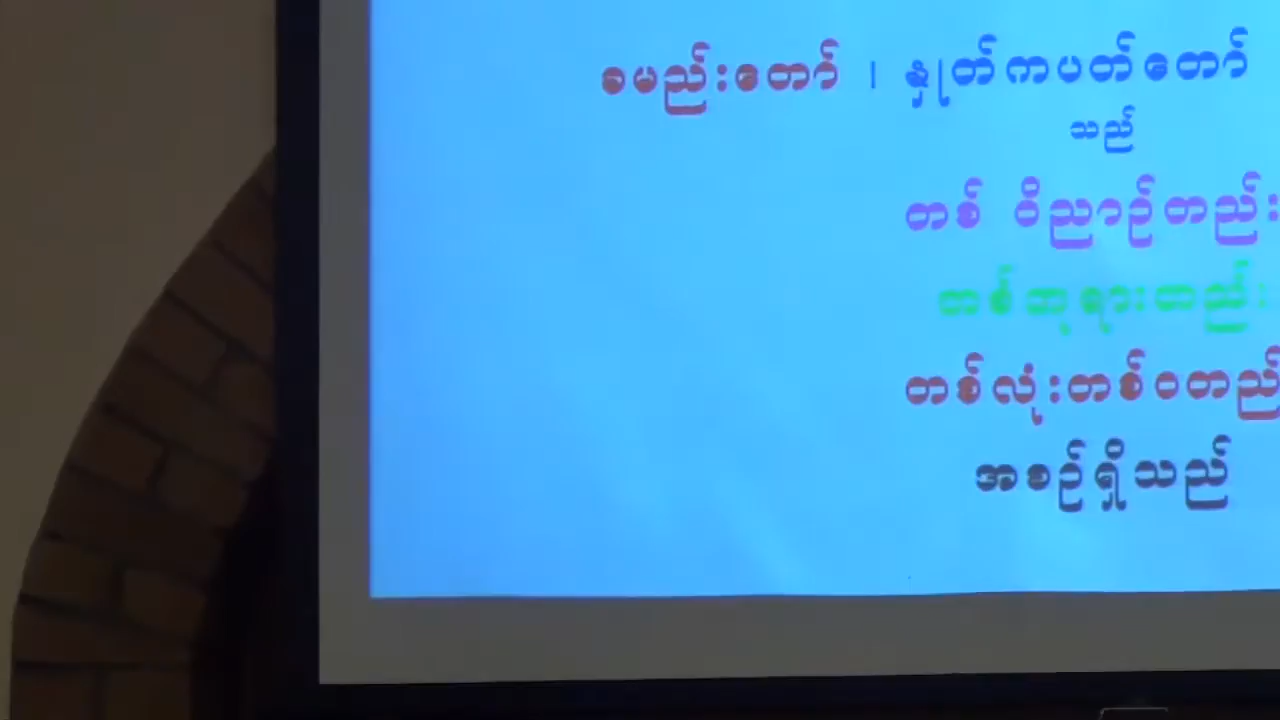 ခမည်းတော် ၊ နှုတ်ကပတ်တော်
သည်
တစ် ဝိညာဉ်တည်း
တစ်ဘုရားတည်း
တစ်လုံးတစ်ဝတည်
အစဉ်ရှိသည်